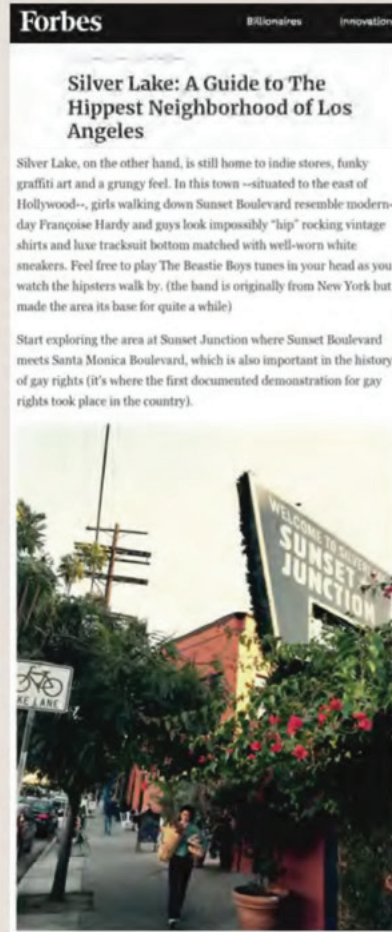 Forbes
Billionaires
Innovation
Silver Lake: A Guide to The
Hippest Neighborhood of Los
Angeles
Silver Lake, on the other hand, is still home to indie stores, funky
graffiti art and a grungy feel. In this town --situated to the east of
Hollywood--, girls walking down Sunset Boulevard resemble modern-
day Françoise Hardy and guys look impossibly "hip" rocking vintage
shirts and luxe tracksuit bottom matched with well-worn white
sneakers. Feel free to play The Beastie Boys tunes in your head as you
watch the hipsters walk by. (the band is originally from New York but
made the area its base for quite a while)
Start exploring the area at Sunset Junction where Sunset Boulevard
meets Santa Monica Boulevard, which is also important in the history
of gay rights (it's where the first documented demonstration for gay
rights took place in the country).
WELCOME TO SILVER
SUNSET
JUNCTION
KE LANE